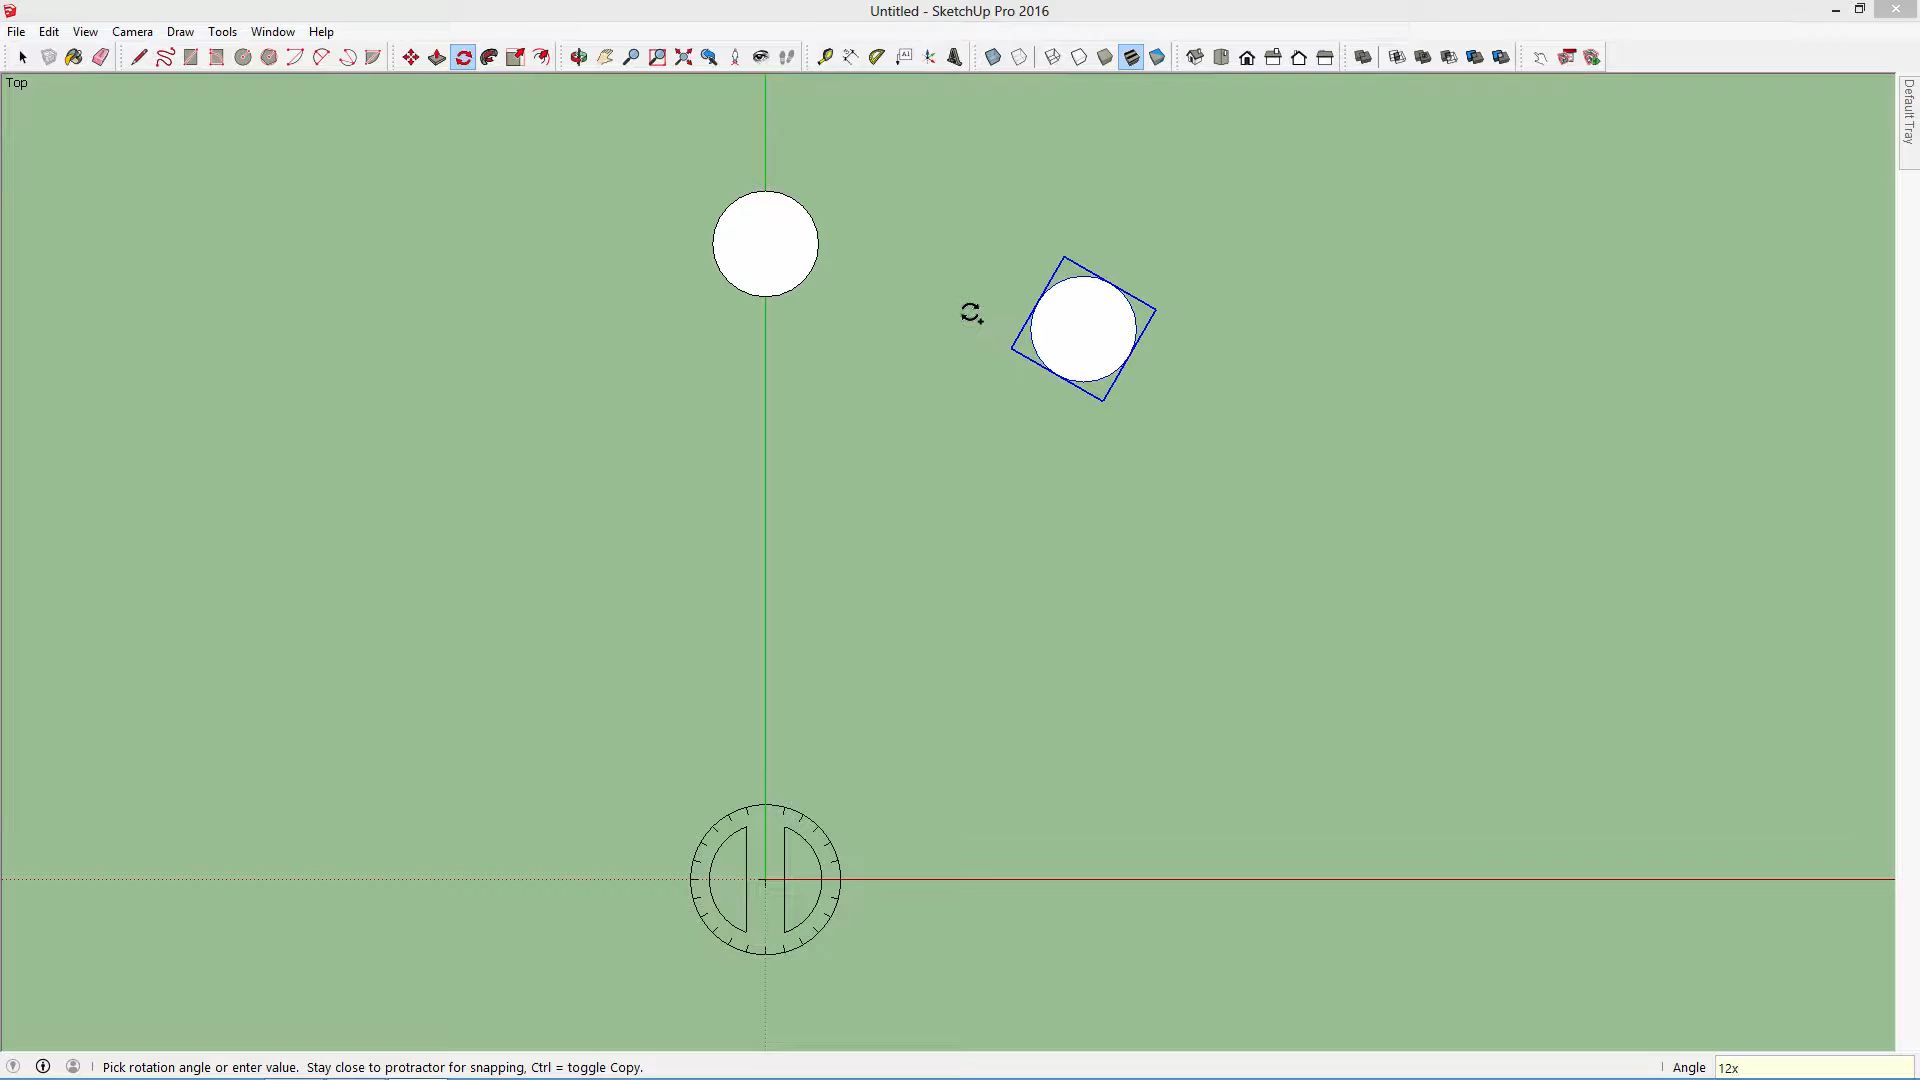 Untitled - SketchUp Pro 2016
File Edit View Camera Draw Tools Window Help
Top
Default Tray
Pick rotation angle or enter value. Stay close to protractor for snapping, Ctrl = toggle Copy.
Angle 12x